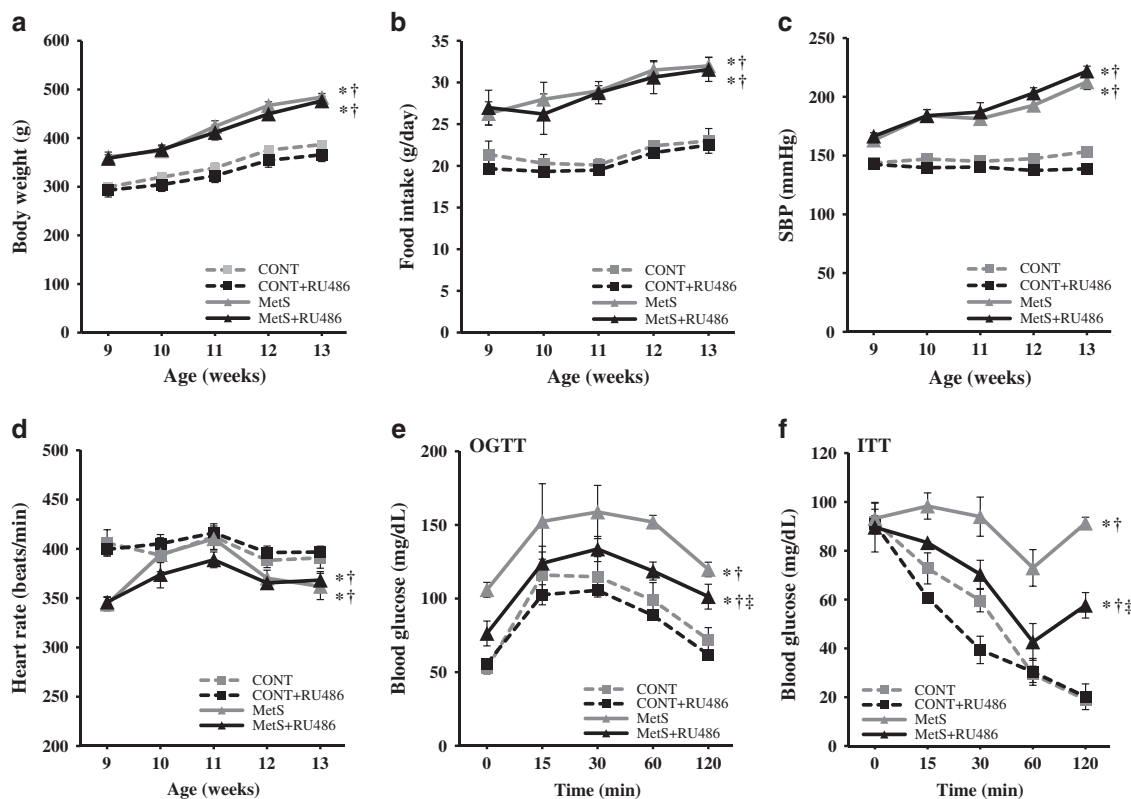 a
600
500
400
300
200
100
0
Body weight (g)
9 10 11 12 13
Age (weeks)
CONT
CONT+RU486
MetS
MetS+RU486
*†
*†
b
35
30
25
20
15
10
5
0
Food intake (g/day)
9 10 11 12 13
Age (weeks)
CONT
CONT+RU486
MetS
MetS+RU486
*†
*†
c
250
200
150
100
50
0
SBP (mmHg)
9 10 11 12 13
Age (weeks)
CONT
CONT+RU486
MetS
MetS+RU486
*†
*†
d
500
450
400
350
300
250
200
Heart rate (beats/min)
9 10 11 12 13
Age (weeks)
CONT
CONT+RU486
MetS
MetS+RU486
*†
*†
e
OGTT
200
150
100
50
0
Blood glucose (mg/dL)
0 15 30 60 120
Time (min)
CONT
CONT+RU486
MetS
MetS+RU486
*†
*†‡
f
ITT
120
100
80
60
40
20
0
Blood glucose (mg/dL)
0 15 30 60 120
Time (min)
CONT
CONT+RU486
MetS
MetS+RU486
*†
*†‡